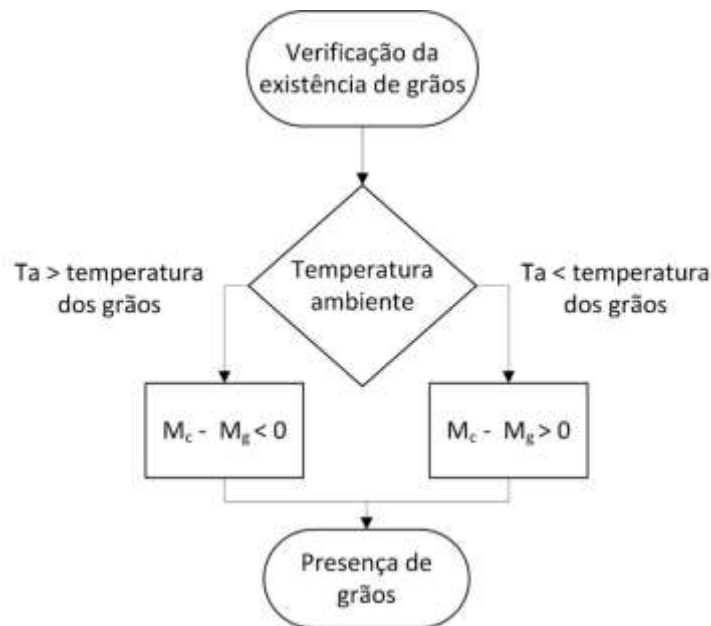 Verificação da
existência de grãos
Ta > temperatura
dos grãos
Temperatura
ambiente
Ta < temperatura
dos grãos
Mc - Mg < 0
Mc - Mg > 0
Presença de
grãos